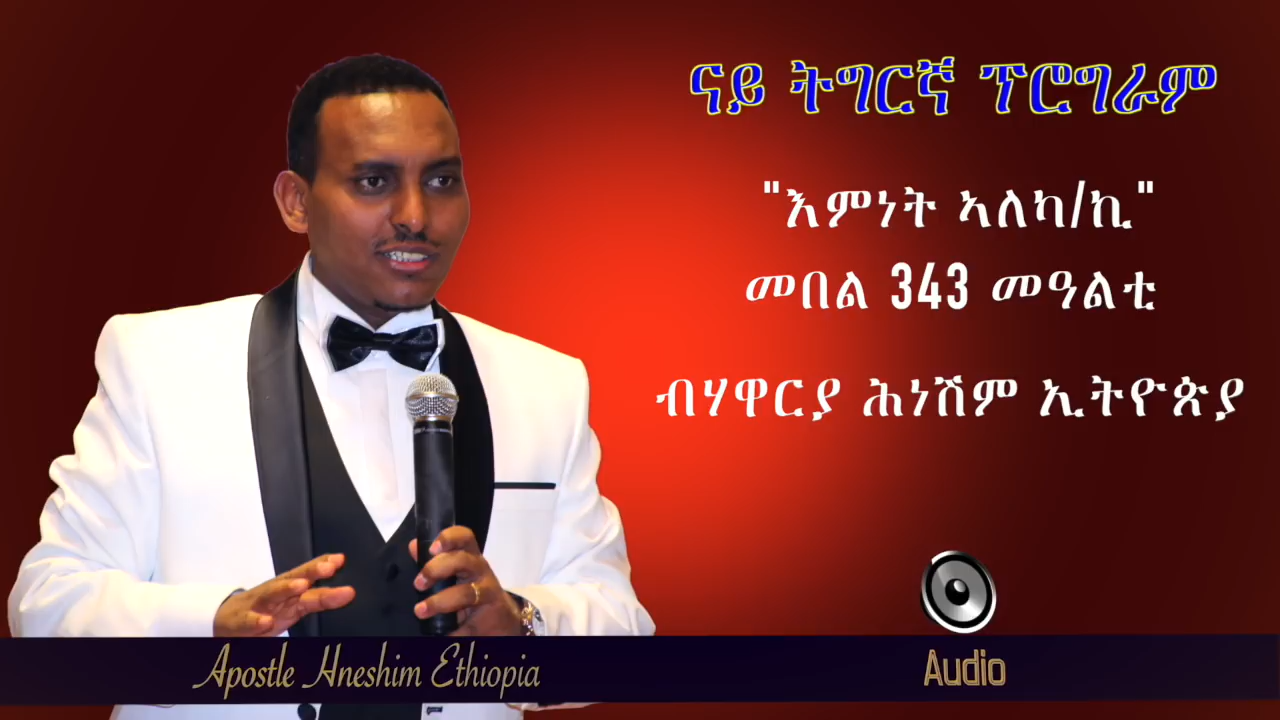 ናይ ትግርኛ ፕሮግራም
"እምነት ኣለካ/ኪ"
መበል 343 መዓልቲ
ብሃዋርያ ሕነሽም ኢትዮጵያ
Apostle Hneshim Ethiopia
Audio